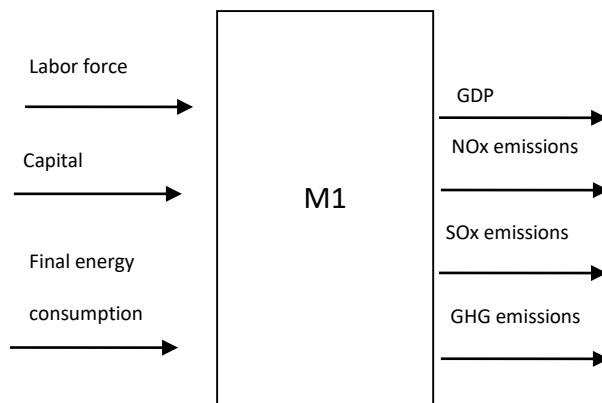 Labor force
Capital
Final energy
consumption
M1
GDP
NOx emissions
SOx emissions
GHG emissions